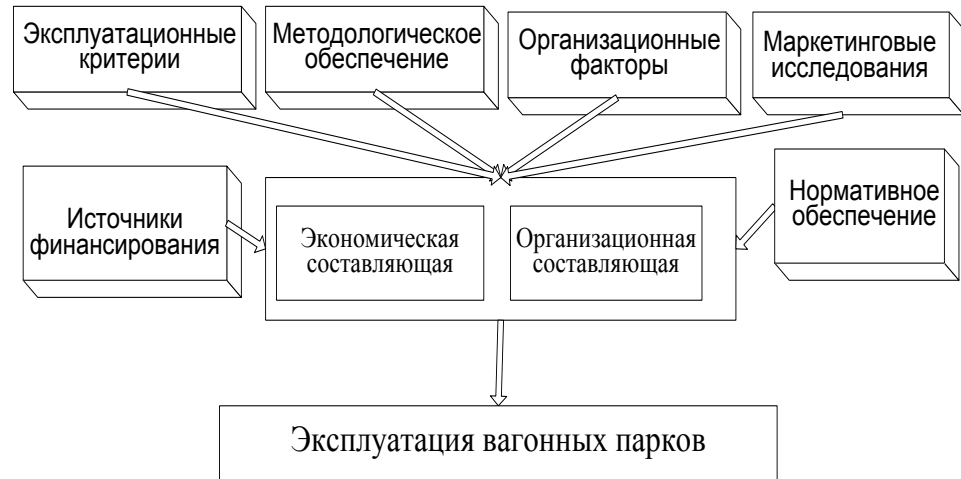 Эксплуатационные
критерии
Методологическое
обеспечение
Организационные
факторы
Маркетинговые
исследования
Источники
финансирования
Экономическая
составляющая
Организационная
составляющая
Нормативное
обеспечение
Эксплуатация вагонных парков